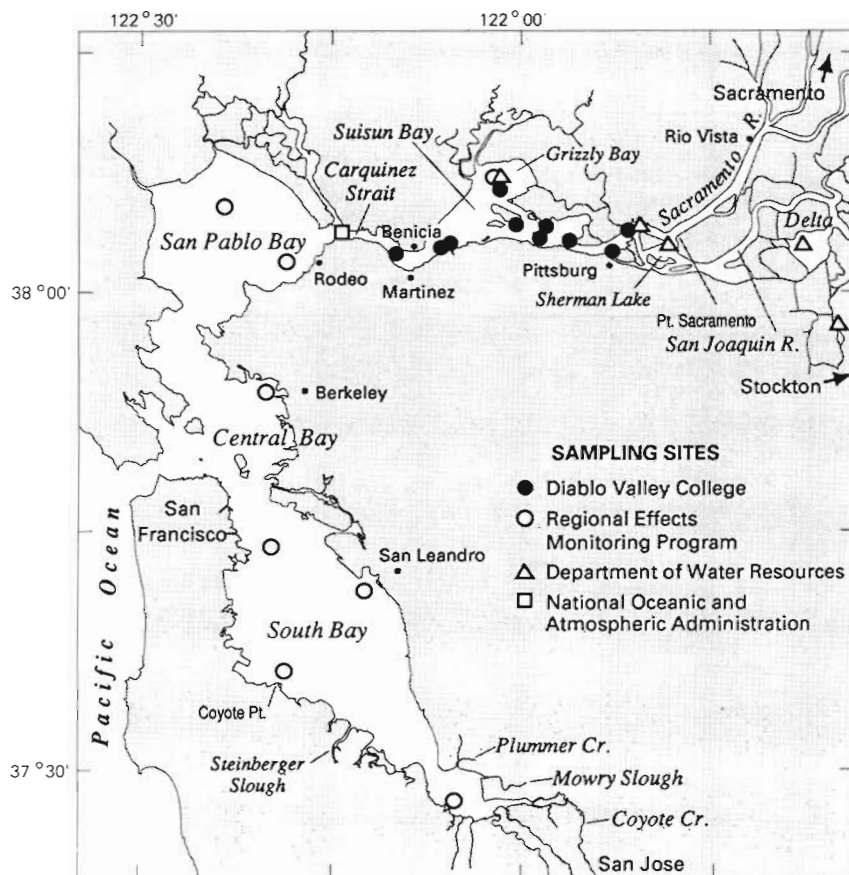 122°30'
122°00'
Sacramento
Suisun Bay
Rio Vista
Sacramento R.
Grizzly Bay
Carquinez
Strait
Delta
Benicia
San Pablo Bay
Rodeo
Martinez
Pittsburg
Sherman Lake
38°00'
Pt. Sacramento
San Joaquin R.
Stockton
Berkeley
Central Bay
SAMPLING SITES
Diablo Valley College
San
Francisco
Regional Effects
Monitoring Program
San Leandro
Department of Water Resources
National Oceanic and
Atmospheric Administration
Pacific Ocean
South Bay
Coyote Pt.
Steinberger
Slough
Plummer Cr.
37°30'
Mowry Slough
Coyote Cr.
San Jose